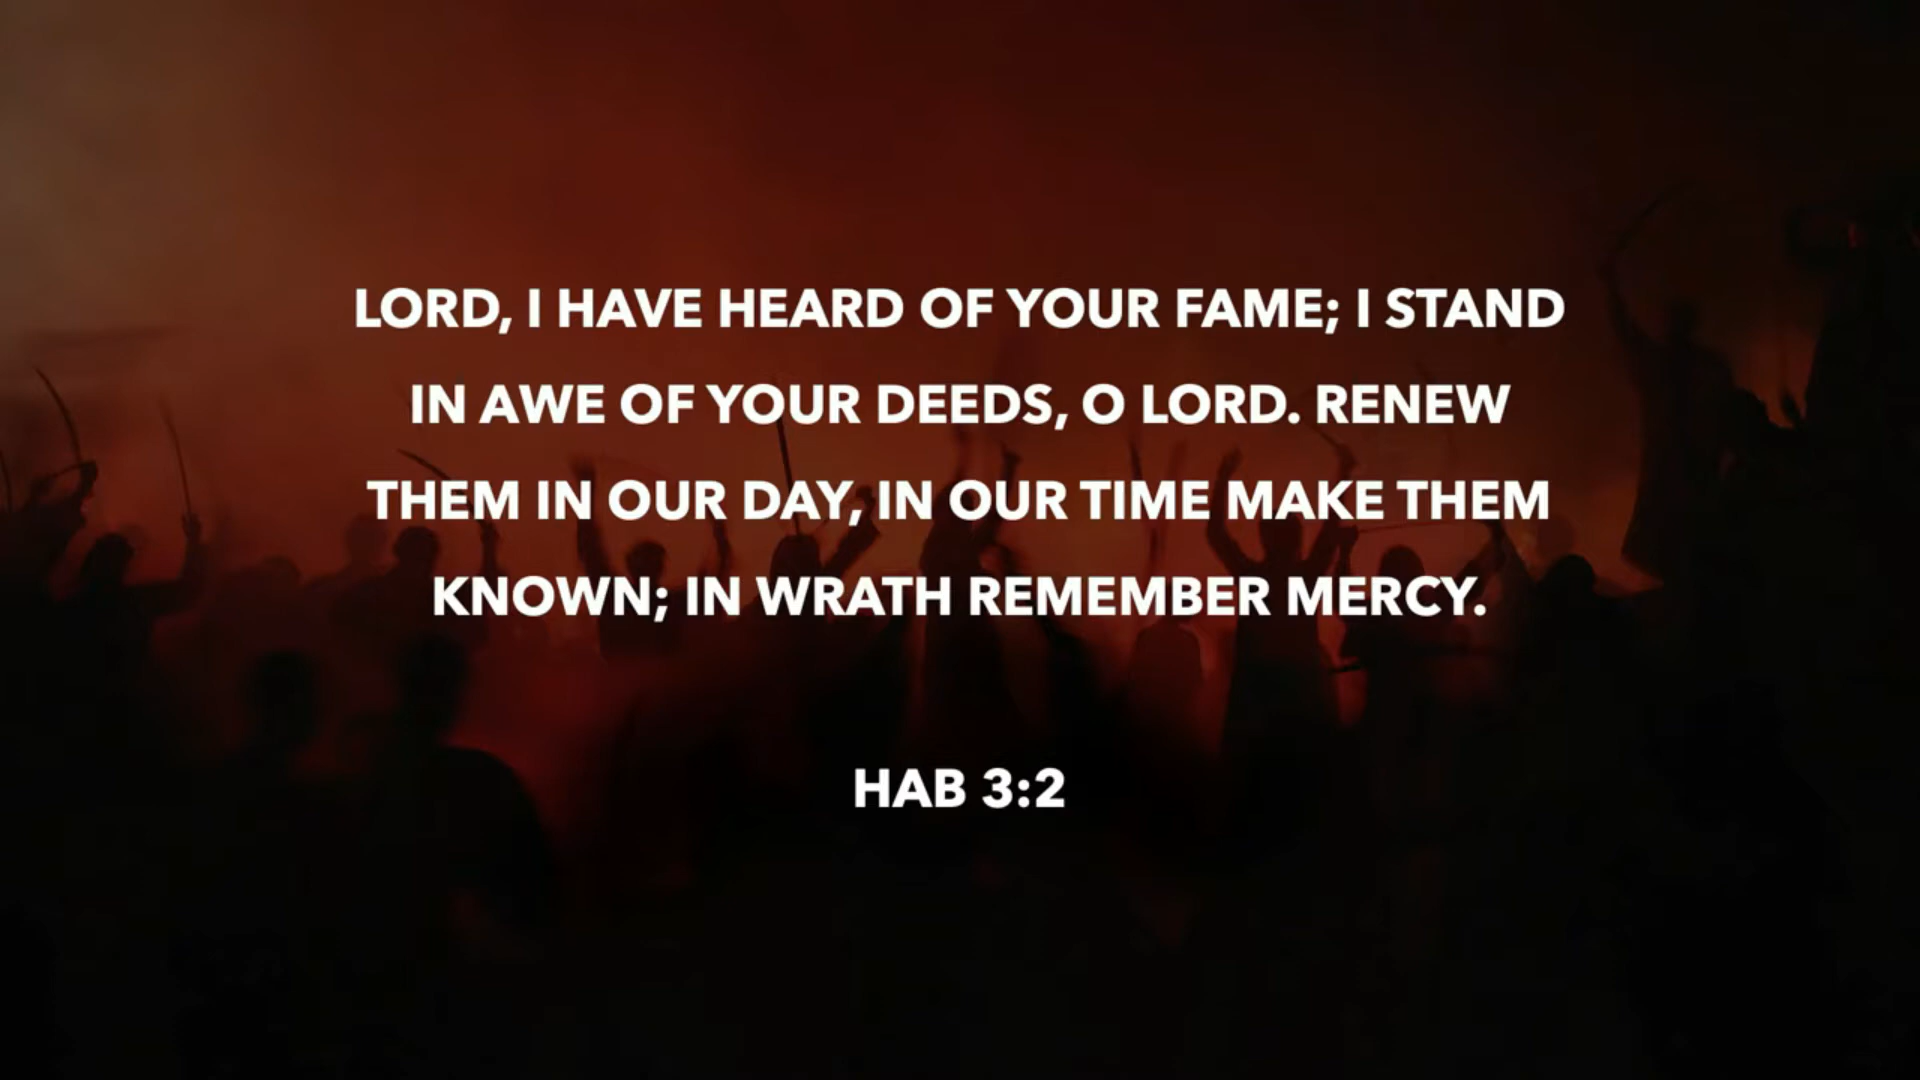 LORD, I HAVE HEARD OF YOUR FAME; I STAND
IN AWE OF YOUR DEEDS, O LORD. RENEW
THEM IN OUR DAY, IN OUR TIME MAKE THEM
KNOWN; IN WRATH REMEMBER MERCY.
HAB 3:2